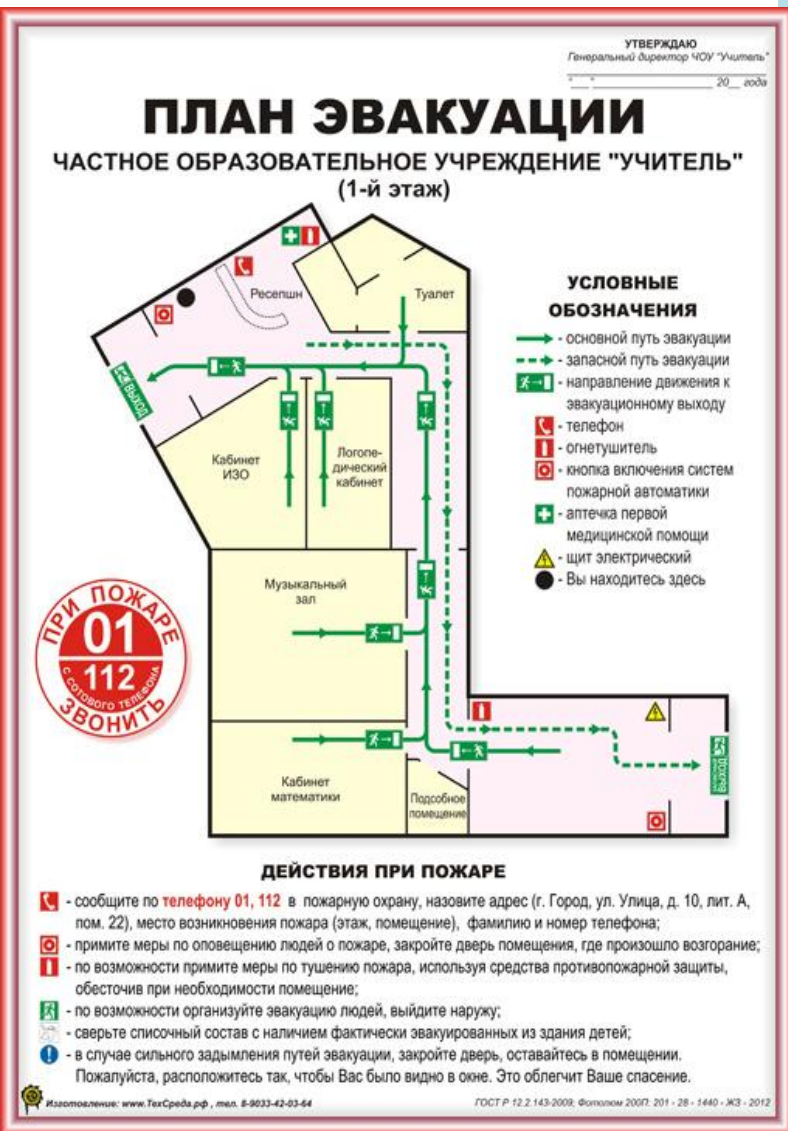 УТВЕРЖДАЮ
Генеральный директор ЧОУ "Учитель"
"___"____________ 20__ года
ПЛАН ЭВАКУАЦИИ
ЧАСТНОЕ ОБРАЗОВАТЕЛЬНОЕ УЧРЕЖДЕНИЕ "УЧИТЕЛЬ"
(1-й этаж)
Ресепшн
Туалет
ВЫХОД
Кабинет
ИЗО
Логопе-
дический
кабинет
Музыкальный
зал
Кабинет
математики
Подсобное
помещение
ВЫХОД
УСЛОВНЫЕ
ОБОЗНАЧЕНИЯ
- основной путь эвакуации
- запасной путь эвакуации
- направление движения к
эвакуационному выходу
- телефон
- огнетушитель
- кнопка включения систем
пожарной автоматики
- аптечка первой
медицинской помощи
- щит электрический
- Вы находитесь здесь
ПРИ ПОЖАРЕ
01
112
С СОТОВОГО ТЕЛЕФОНА
ЗВОНИТЬ
ДЕЙСТВИЯ ПРИ ПОЖАРЕ
- сообщите по телефону 01, 112 в пожарную охрану, назовите адрес (г. Город, ул. Улица, д. 10, лит. А,
пом. 22), место возникновения пожара (этаж, помещение), фамилию и номер телефона;
- примите меры по оповещению людей о пожаре, закройте дверь помещения, где произошло возгорание;
- по возможности примите меры по тушению пожара, используя средства противопожарной защиты,
обесточив при необходимости помещение;
- по возможности организуйте эвакуацию людей, выйдите наружу;
- сверьте списочный состав с наличием фактически эвакуированных из здания детей;
- в случае сильного задымления путей эвакуации, закройте дверь, оставайтесь в помещении.
Пожалуйста, расположитесь так, чтобы Вас было видно в окне. Это облегчит Ваше спасение.
Изготовление: www.ТехСреда.рф , тел. 8-9033-42-03-64
ГОСТ Р 12.2.143-2009; Фотолюм 200П: 201 - 28 - 1440 - ЖЗ - 2012